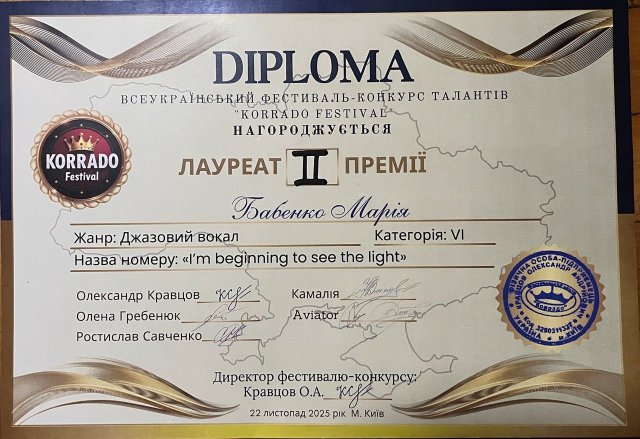 DIPLOMA
ВСЕУКРАЇНСЬКИЙ ФЕСТИВАЛЬ-КОНКУРС ТАЛАНТІВ
"KORRADO FESTIVAL"
НАГОРОДЖУЄТЬСЯ
KORRADO
Festival
ЛАУРЕАТ II ПРЕМІЇ
Бабенко Марія
Жанр: Джазовий вокал Категорія: VI
Назва номеру: «I'm beginning to see the light»
Олександр Кравцов Камалія
Олена Гребенюк Aviator
Ростислав Савченко
Директор фестивалю-конкурсу:
Кравцов О.А.
22 листопад 2025 рік М. Київ